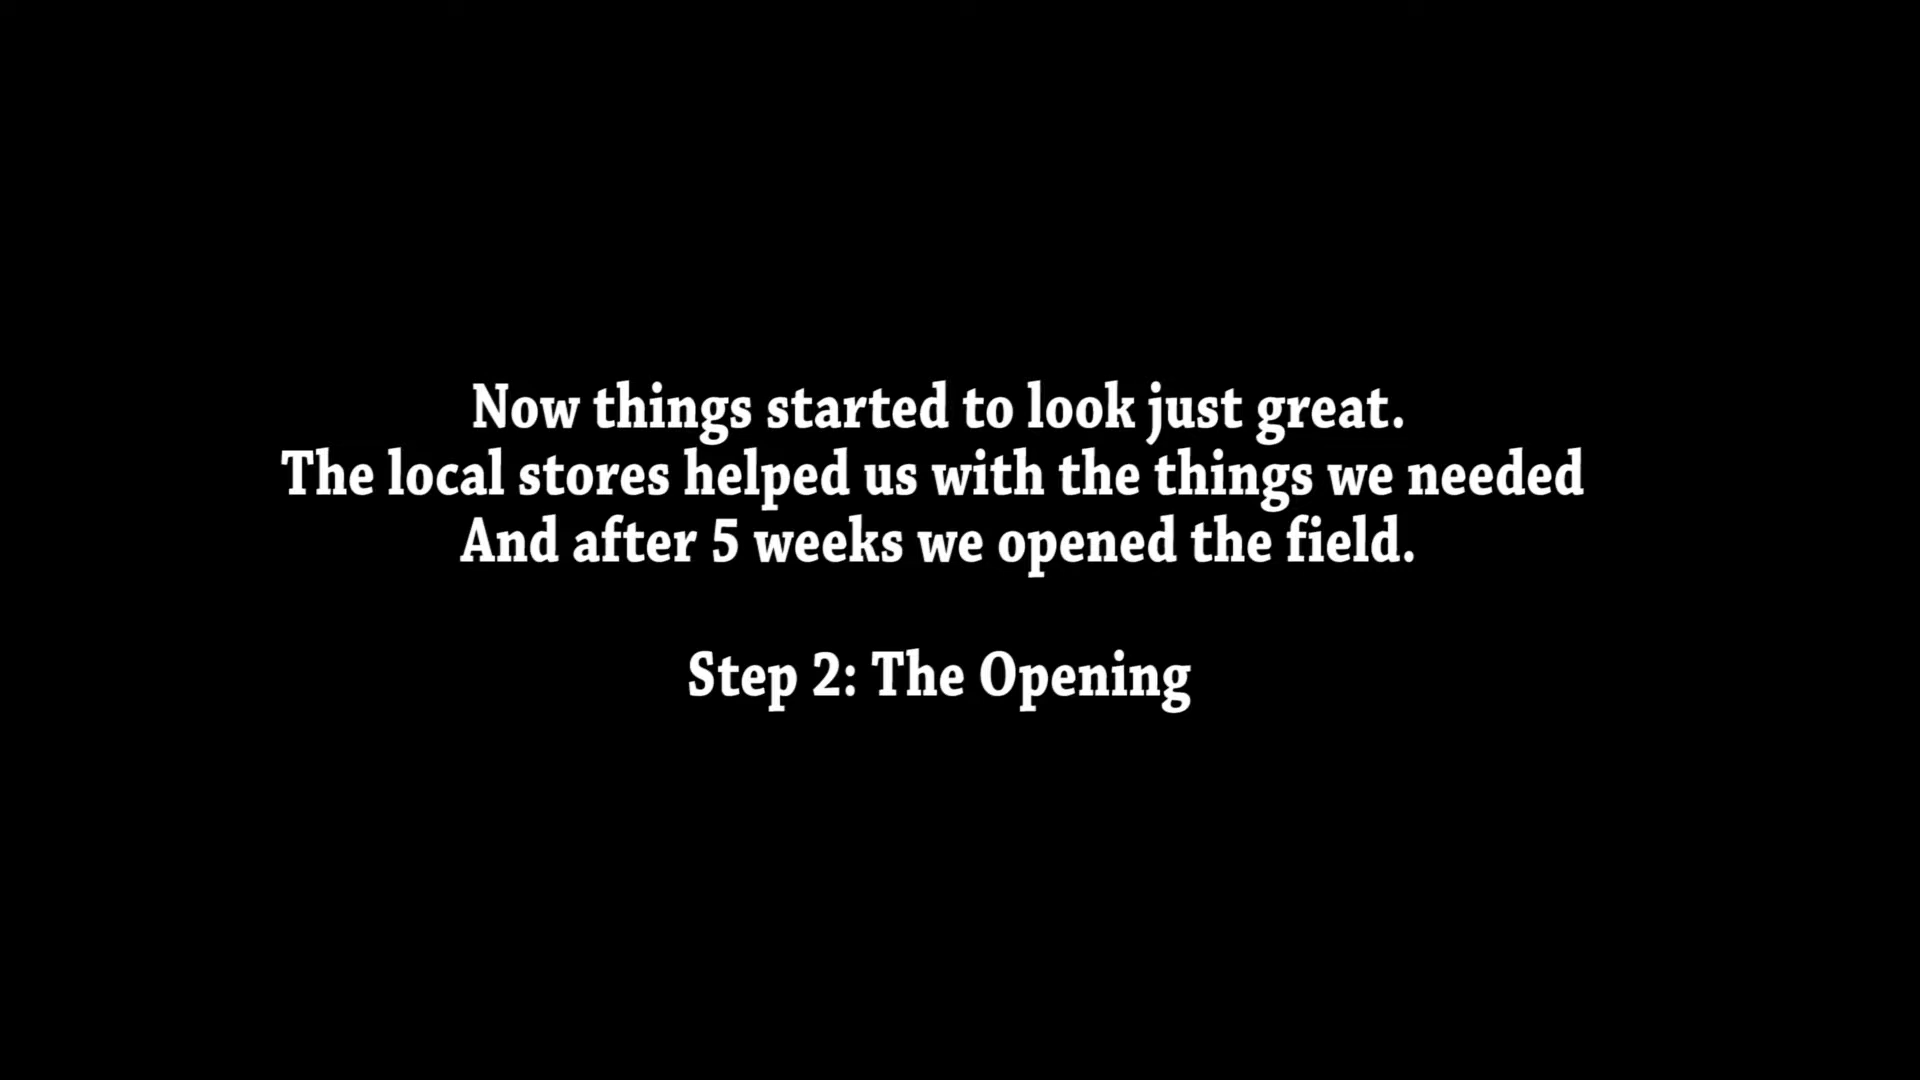 Now things started to look just great.
The local stores helped us with the things we needed
And after 5 weeks we opened the field.
Step 2: The Opening